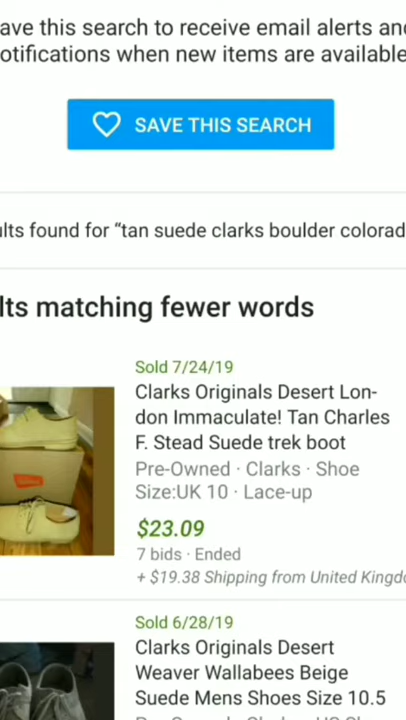 ave this search to receive email alerts and
otifications when new items are available
SAVE THIS SEARCH
ults found for “tan suede clarks boulder colorad
lts matching fewer words
Sold 7/24/19
Clarks Originals Desert Lon-
don Immaculate! Tan Charles
F. Stead Suede trek boot
Pre-Owned · Clarks · Shoe
Size:UK 10 · Lace-up
$23.09
7 bids · Ended
+ $19.38 Shipping from United Kingdo
Sold 6/28/19
Clarks Originals Desert
Weaver Wallabees Beige
Suede Mens Shoes Size 10.5